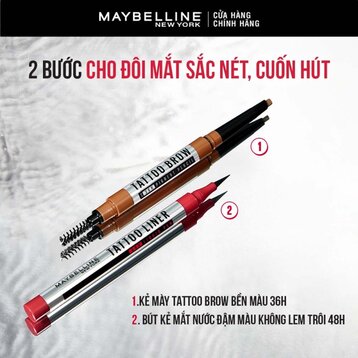 MAYBELLINE
NEW YORK
CỬA HÀNG
CHÍNH HÃNG
2 BƯỚC CHO ĐÔI MẮT SẮC NÉT, CUỐN HÚT
1
TATTOO BROW
2
MAYBELLINE
TATTOO LINER
1.KẺ MÀY TATTOO BROW BỀN MÀU 36H
2. BÚT KẺ MẮT NƯỚC ĐẬM MÀU KHÔNG LEM TRÔI 48H